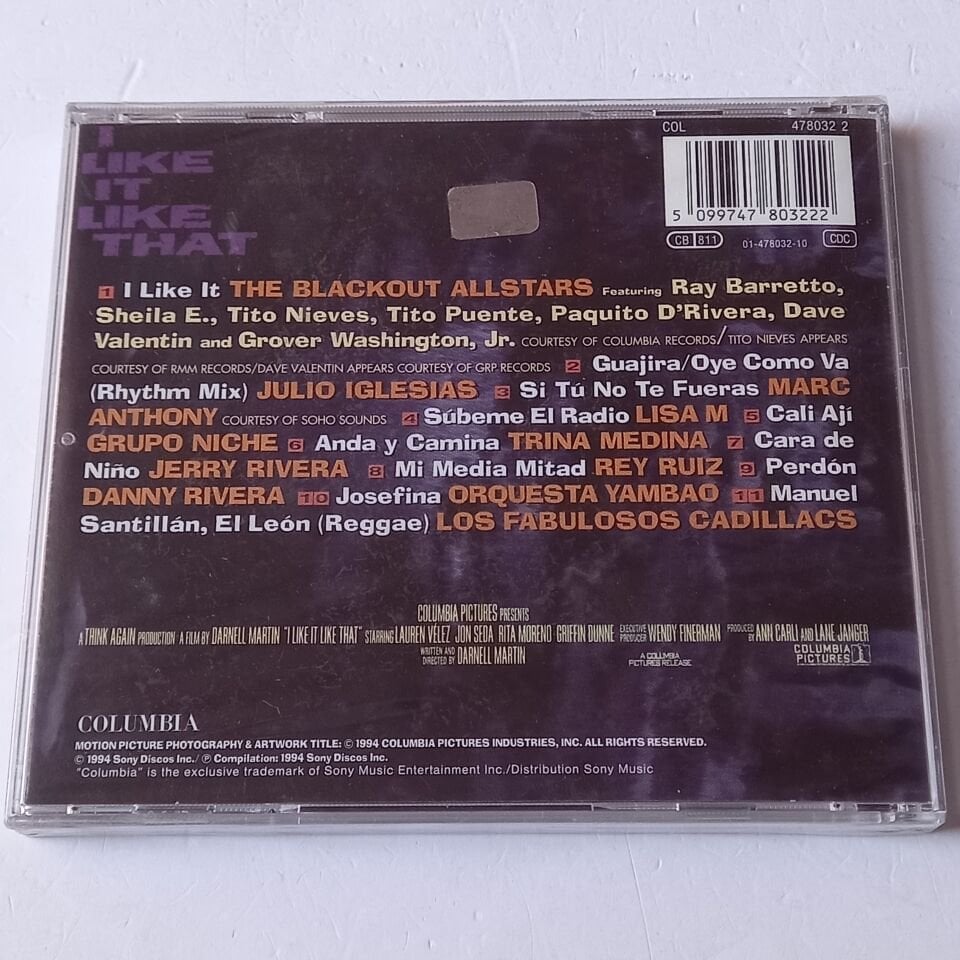 I
LIKE
IT
LIKE
THAT
COL 478032 2
5 099747 803222
CB 811 01-478032-10 CDC
1 I Like It THE BLACKOUT ALLSTARS Featuring Ray Barretto,
Sheila E., Tito Nieves, Tito Puente, Paquito D'Rivera, Dave
Valentin and Grover Washington, Jr. COURTESY OF COLUMBIA RECORDS/ TITO NIEVES APPEARS
COURTESY OF RMM RECORDS/DAVE VALENTIN APPEARS COURTESY OF GRP RECORDS 2 Guajira/Oye Como Va
(Rhythm Mix) JULIO IGLESIAS 3 Si Tú No Te Fueras MARC
ANTHONY COURTESY OF SOHO SOUNDS 4 Súbeme El Radio LISA M 5 Cali Ají
GRUPO NICHE 6 Anda y Camina TRINA MEDINA 7 Cara de
Niño JERRY RIVERA 8 Mi Media Mitad REY RUIZ 9 Perdón
DANNY RIVERA 10 Josefina ORQUESTA YAMBAO 11 Manuel
Santillán, El León (Reggae) LOS FABULOSOS CADILLACS
COLUMBIA PICTURES PRESENTS
A THINK AGAIN PRODUCTION A FILM BY DARNELL MARTIN "I LIKE IT LIKE THAT" STARRING LAUREN VÉLEZ JON SEDA RITA MORENO GRIFFIN DUNNE EXECUTIVE PRODUCER WENDY FINERMAN PRODUCED BY ANN CARLI AND LANE JANGER
WRITTEN AND DIRECTED BY DARNELL MARTIN A COLUMBIA PICTURES RELEASE COLUMBIA PICTURES
COLUMBIA
MOTION PICTURE PHOTOGRAPHY & ARTWORK TITLE: © 1994 COLUMBIA PICTURES INDUSTRIES, INC. ALL RIGHTS RESERVED.
© 1994 Sony Discos Inc./ ℗ Compilation: 1994 Sony Discos Inc.
"Columbia" is the exclusive trademark of Sony Music Entertainment Inc./Distribution Sony Music